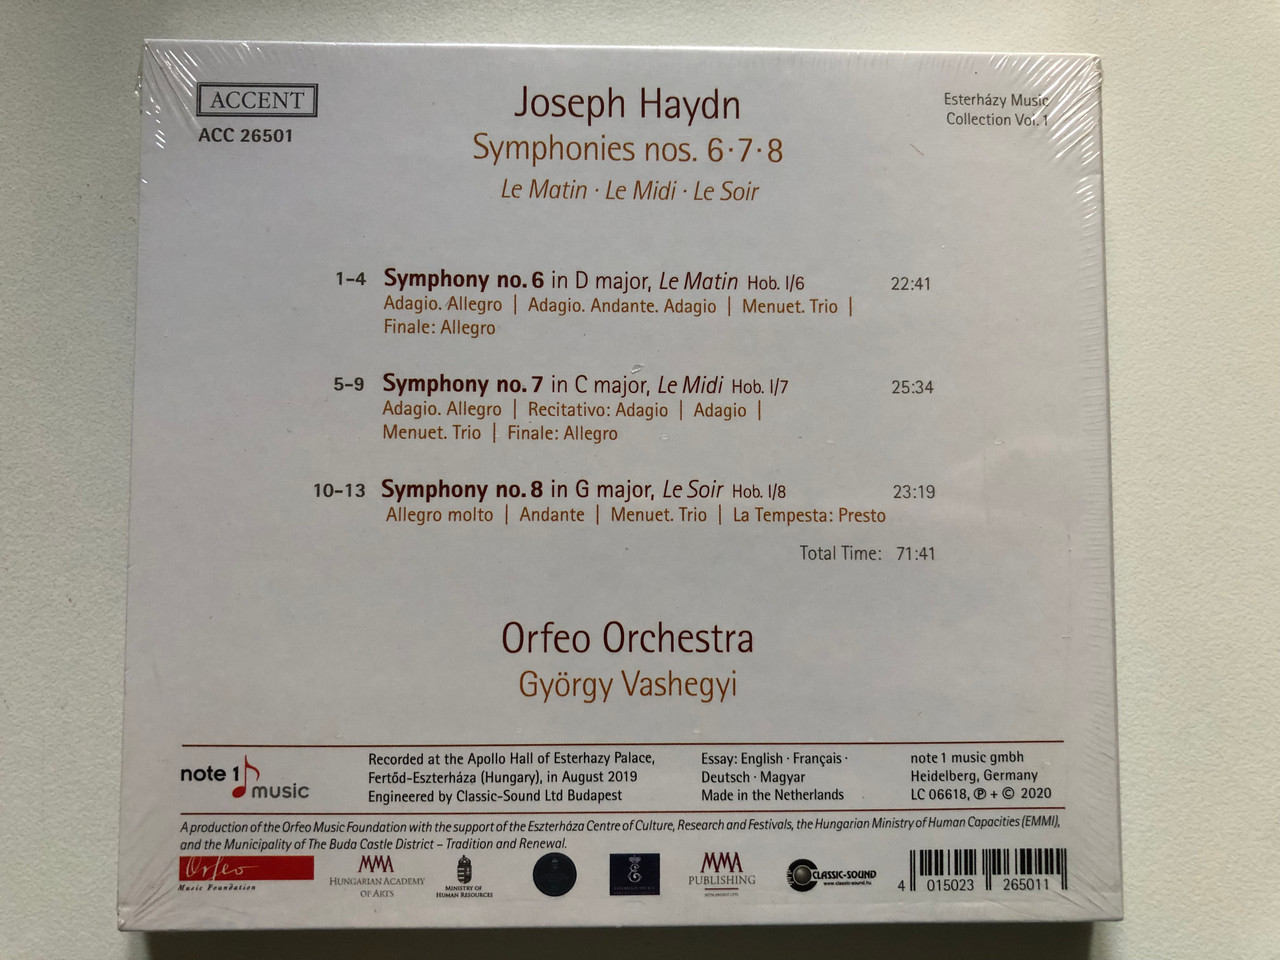 ACCENT
ACC 26501
Joseph Haydn
Symphonies nos. 6 · 7 · 8
Le Matin · Le Midi · Le Soir
Esterházy Music
Collection Vol. 1
1–4 Symphony no. 6 in D major, Le Matin Hob. I/6 22:41
Adagio. Allegro | Adagio. Andante. Adagio | Menuet. Trio |
Finale: Allegro
5–9 Symphony no. 7 in C major, Le Midi Hob. I/7 25:34
Adagio. Allegro | Recitativo: Adagio | Adagio |
Menuet. Trio | Finale: Allegro
10–13 Symphony no. 8 in G major, Le Soir Hob. I/8 23:19
Allegro molto | Andante | Menuet. Trio | La Tempesta: Presto
Total Time: 71:41
Orfeo Orchestra
György Vashegyi
note 1 music
Recorded at the Apollo Hall of Esterhazy Palace,
Fertőd-Eszterháza (Hungary), in August 2019
Engineered by Classic-Sound Ltd Budapest
Essay: English · Français ·
Deutsch · Magyar
Made in the Netherlands
note 1 music gmbh
Heidelberg, Germany
LC 06618, ℗ + © 2020
A production of the Orfeo Music Foundation with the support of the Eszterháza Centre of Culture, Research and Festivals, the Hungarian Ministry of Human Capacities (EMMI),
and the Municipality of The Buda Castle District – Tradition and Renewal.
Orfeo
Music Foundation
MMA
HUNGARIAN ACADEMY
OF ARTS
MINISTRY OF
HUMAN RESOURCES
MMA
PUBLISHING
CLASSIC-SOUND
www.classic-sound.hu
4 015023 265011